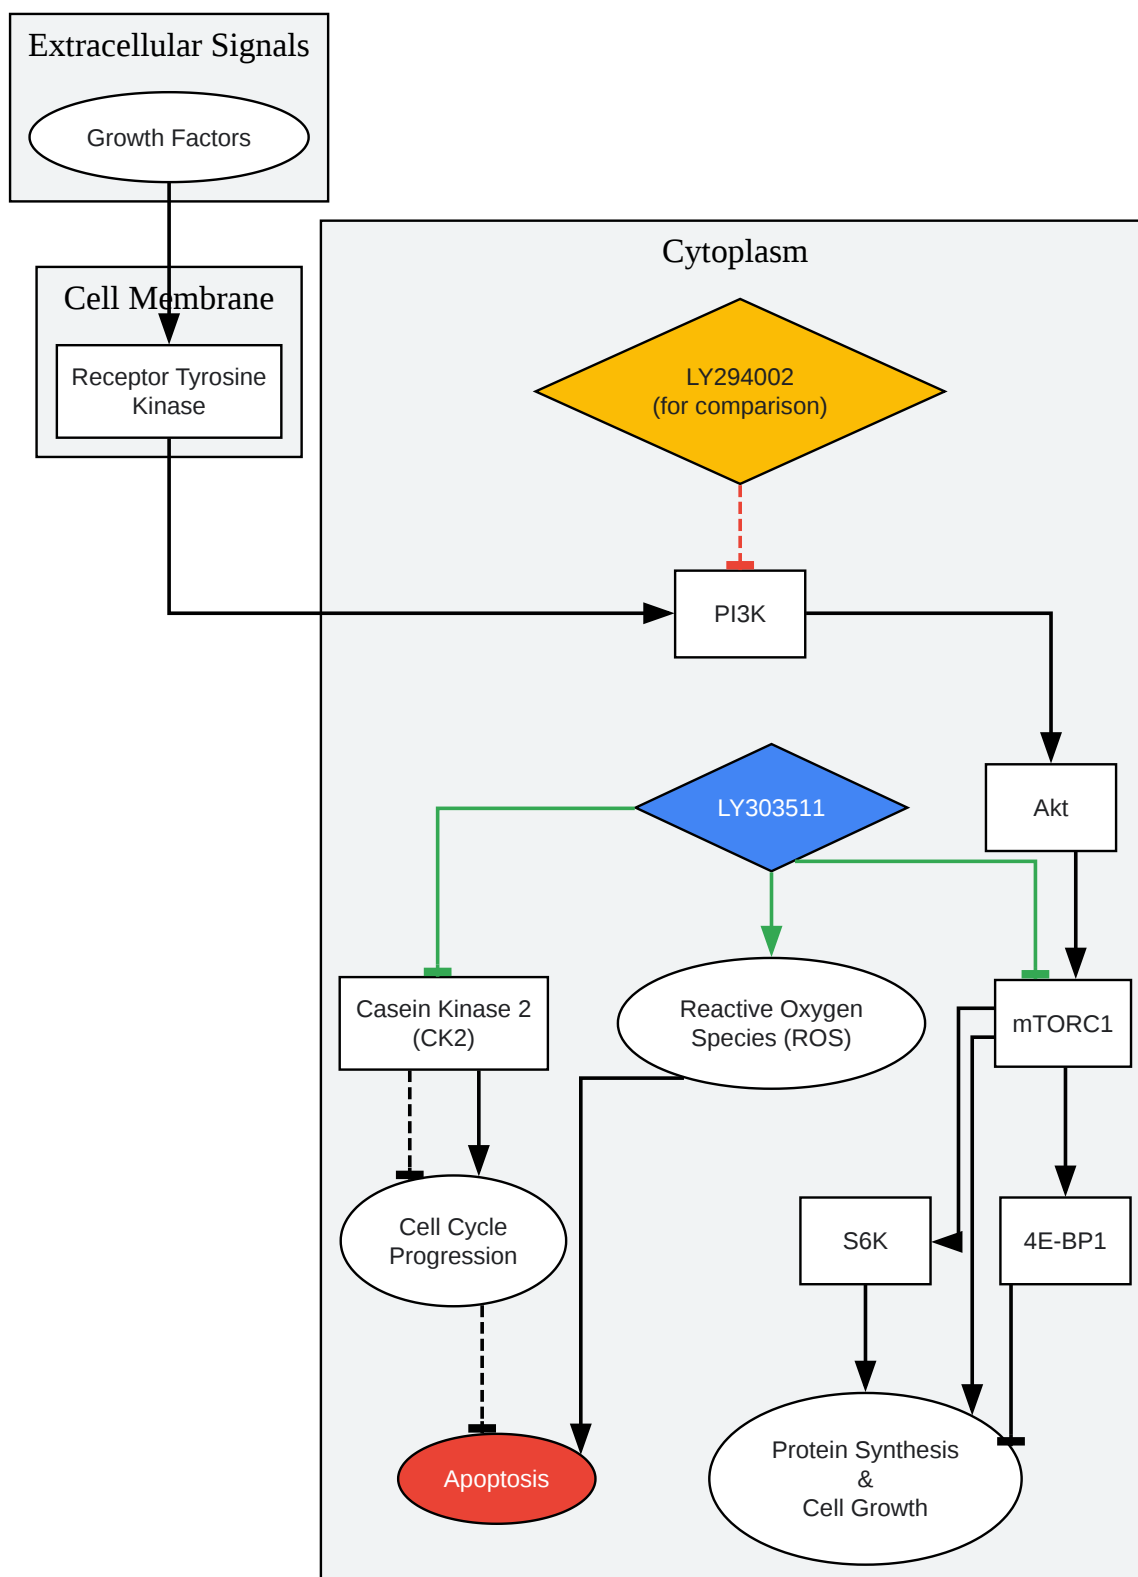 Extracellular Signals
Growth Factors
Cell Membrane
Receptor Tyrosine
Kinase
Cytoplasm
LY294002
(for comparison)
PI3K
LY303511
Akt
Casein Kinase 2
(CK2)
Reactive Oxygen
Species (ROS)
mTORC1
Cell Cycle
Progression
S6K
4E-BP1
Apoptosis
Protein Synthesis
&
Cell Growth